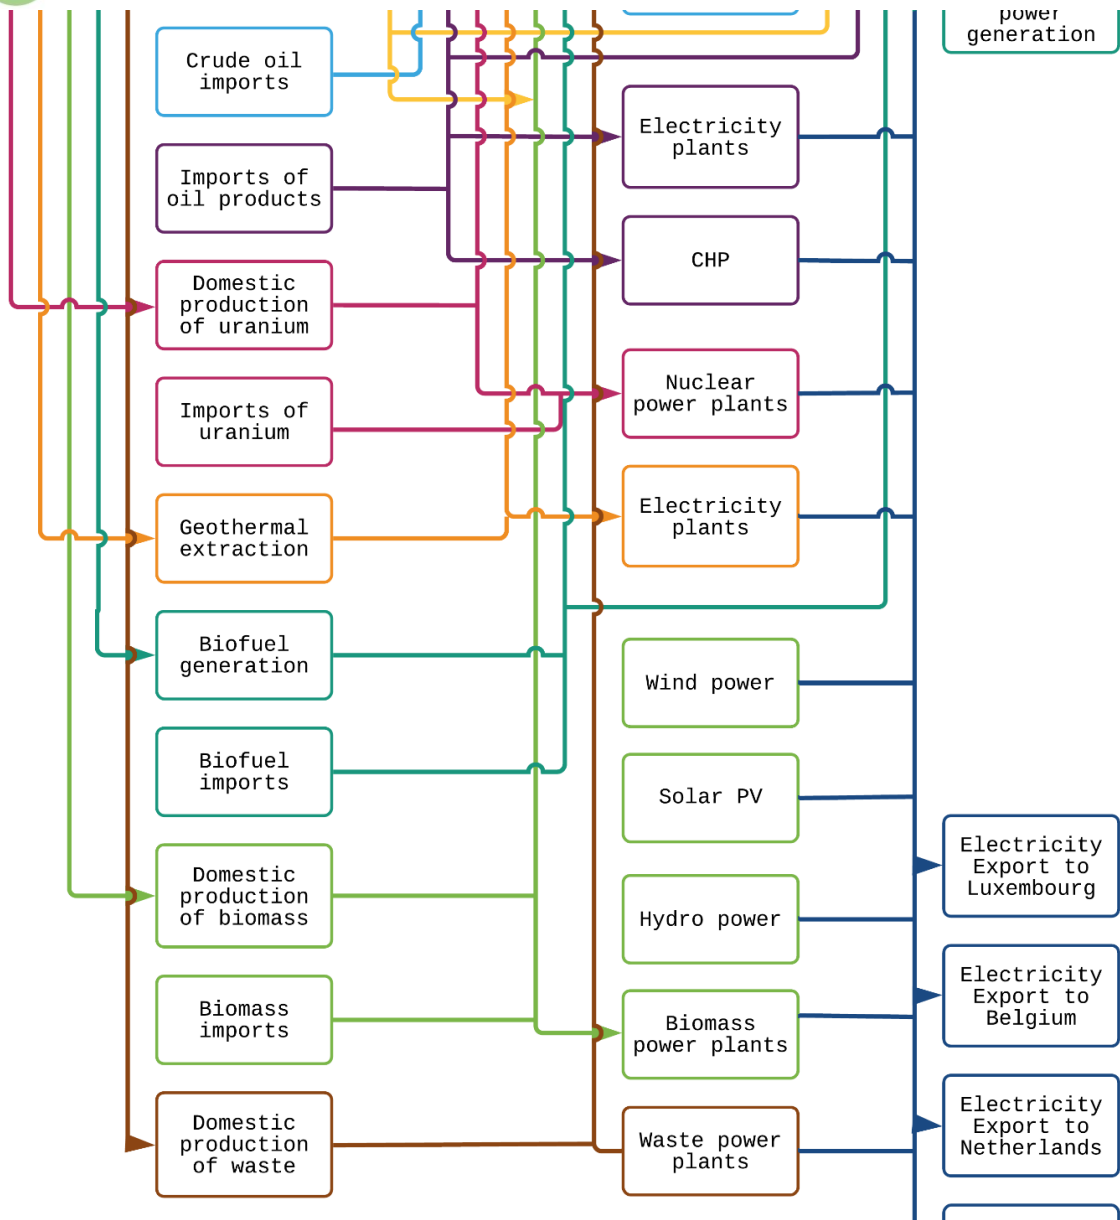 Crude oil
imports
Imports of
oil products
Domestic
production
of uranium
Imports of
uranium
Geothermal
extraction
Biofuel
generation
Biofuel
imports
Domestic
production
of biomass
Biomass
imports
Domestic
production
of waste
Electricity
plants
CHP
Nuclear
power plants
Electricity
plants
Wind power
Solar PV
Hydro power
Biomass
power plants
Waste power
plants
power
generation
Electricity
Export to
Luxembourg
Electricity
Export to
Belgium
Electricity
Export to
Netherlands